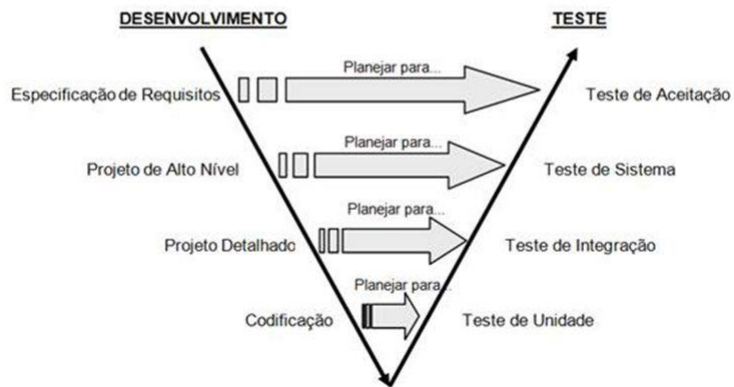 DESENVOLVIMENTO
TESTE
Planejar para...
Especificação de Requisitos
Teste de Aceitação
Planejar para...
Projeto de Alto Nível
Teste de Sistema
Planejar para...
Projeto Detalhado
Teste de Integração
Planejar para...
Codificação
Teste de Unidade